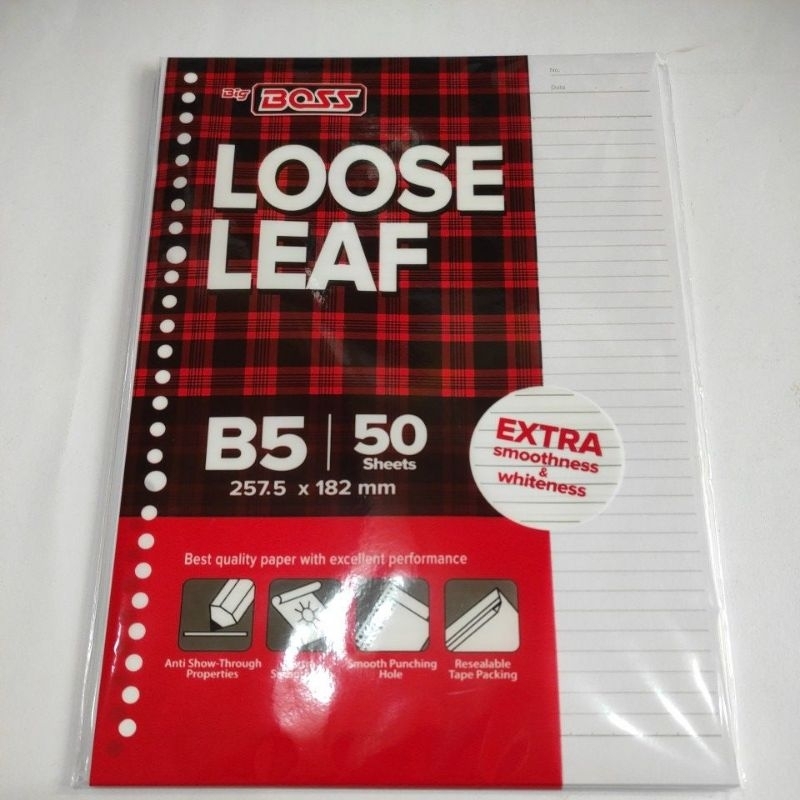 No.
Date
Big BOSS
LOOSE
LEAF
B5
50
Sheets
257.5 x 182 mm
EXTRA
smoothness
&
whiteness
Best quality paper with excellent performance
Anti Show-Through
Properties
Smooth Punching
Hole
Resealable
Tape Packing